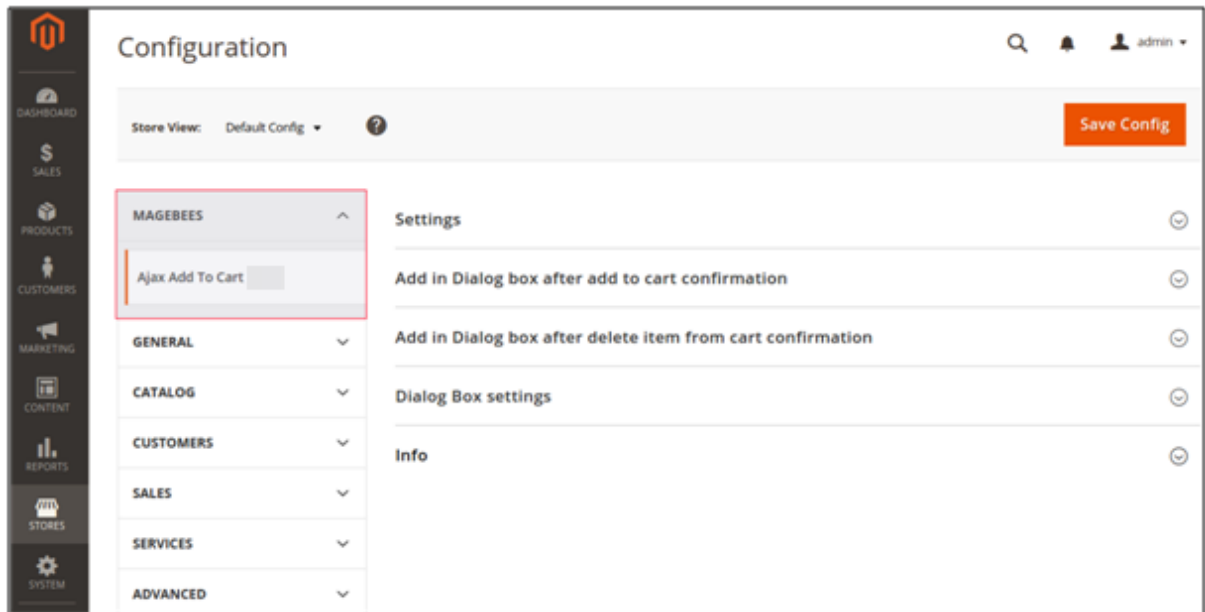 Configuration
admin
DASHBOARD
Store View: Default Config
Save Config
SALES
PRODUCTS
MAGEBEES
Settings
Ajax Add To Cart
Add in Dialog box after add to cart confirmation
CUSTOMERS
MARKETING
GENERAL
Add in Dialog box after delete item from cart confirmation
CONTENT
CATALOG
Dialog Box settings
REPORTS
CUSTOMERS
Info
STORES
SALES
SERVICES
SYSTEM
ADVANCED